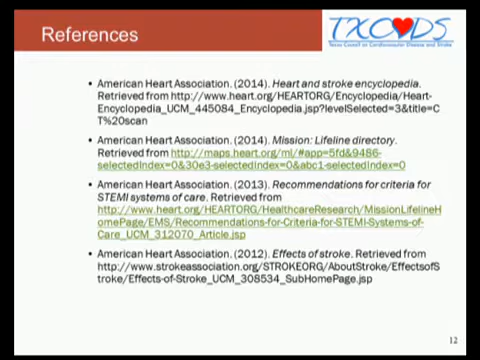 References
TXCVDS
Texas Council on Cardiovascular Disease and Stroke
• American Heart Association. (2014). Heart and stroke encyclopedia.
Retrieved from http://www.heart.org/HEARTORG/Encyclopedia/Heart-
Encyclopedia_UCM_445084_Encyclopedia.jsp?levelSelected=3&title=C
T%20scan
• American Heart Association. (2014). Mission: Lifeline directory.
Retrieved from http://maps.heart.org/ml/#app=5fd&9486-
selectedIndex=0&30e3-selectedIndex=0&abc1-selectedIndex=0
• American Heart Association. (2013). Recommendations for criteria for
STEMI systems of care. Retrieved from
http://www.heart.org/HEARTORG/HealthcareResearch/MissionLifelineH
omePage/EMS/Recommendations-for-Criteria-for-STEMI-Systems-of-
Care_UCM_312070_Article.jsp
• American Heart Association. (2012). Effects of stroke. Retrieved from
http://www.strokeassociation.org/STROKEORG/AboutStroke/EffectsofS
troke/Effects-of-Stroke_UCM_308534_SubHomePage.jsp
12